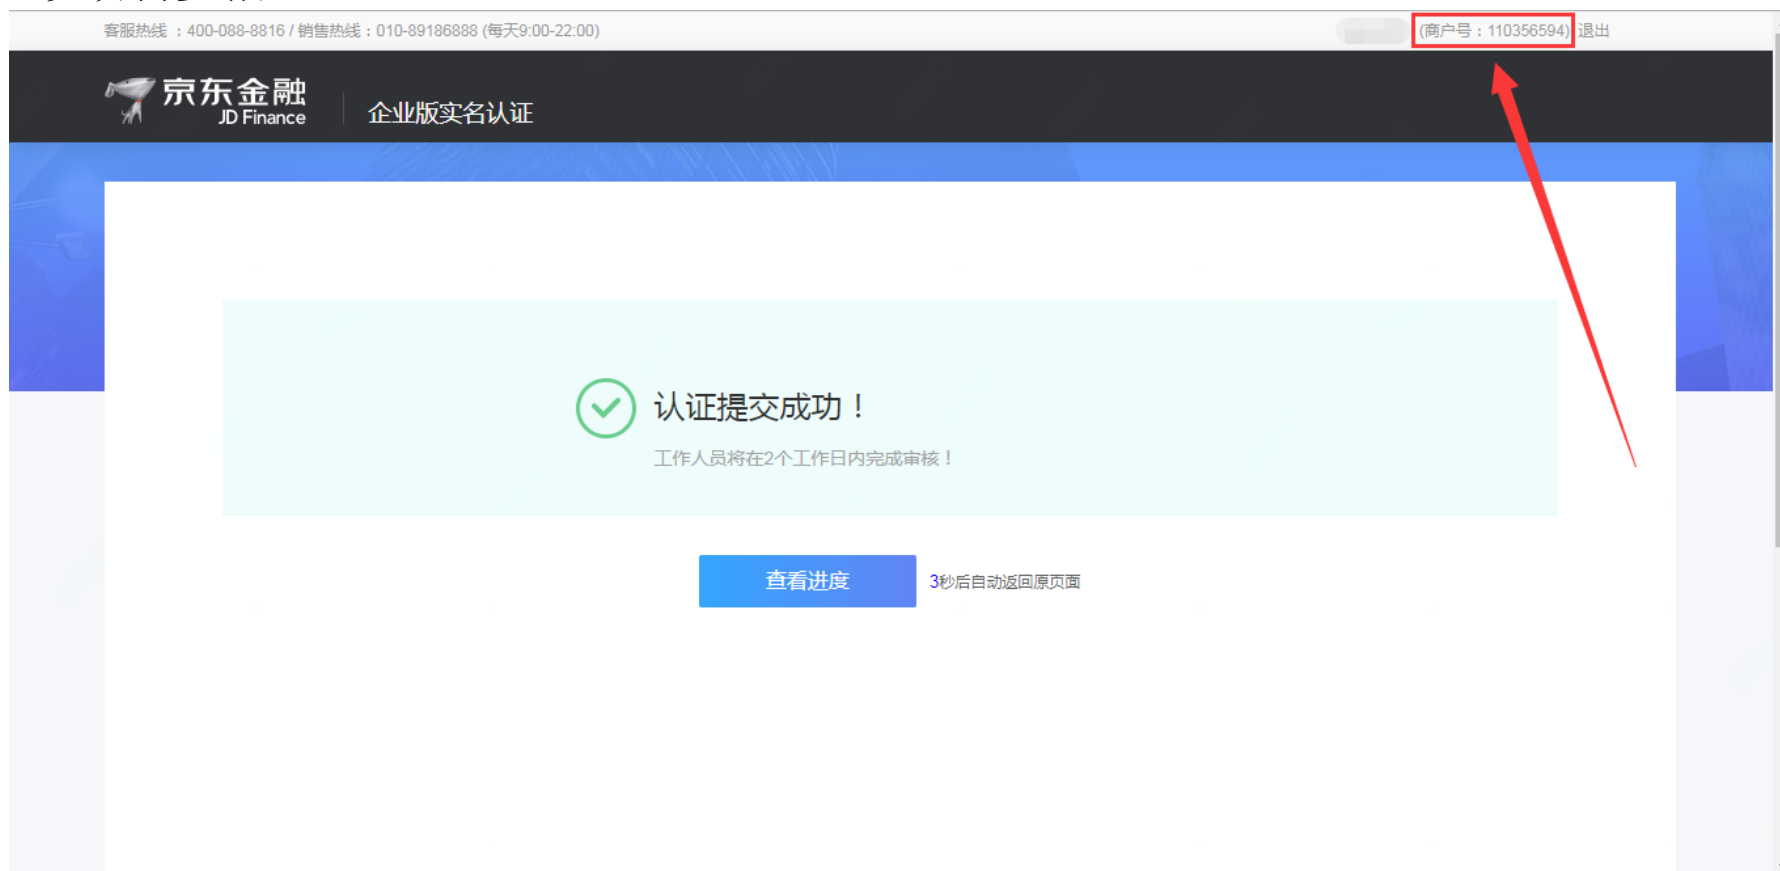 客服热线 ：400-088-8816 / 销售热线：010-89186888 (每天9:00-22:00)
(商户号：110356594) 退出
京东金融
JD Finance
企业版实名认证
认证提交成功！
工作人员将在2个工作日内完成审核！
查看进度
3秒后自动返回原页面